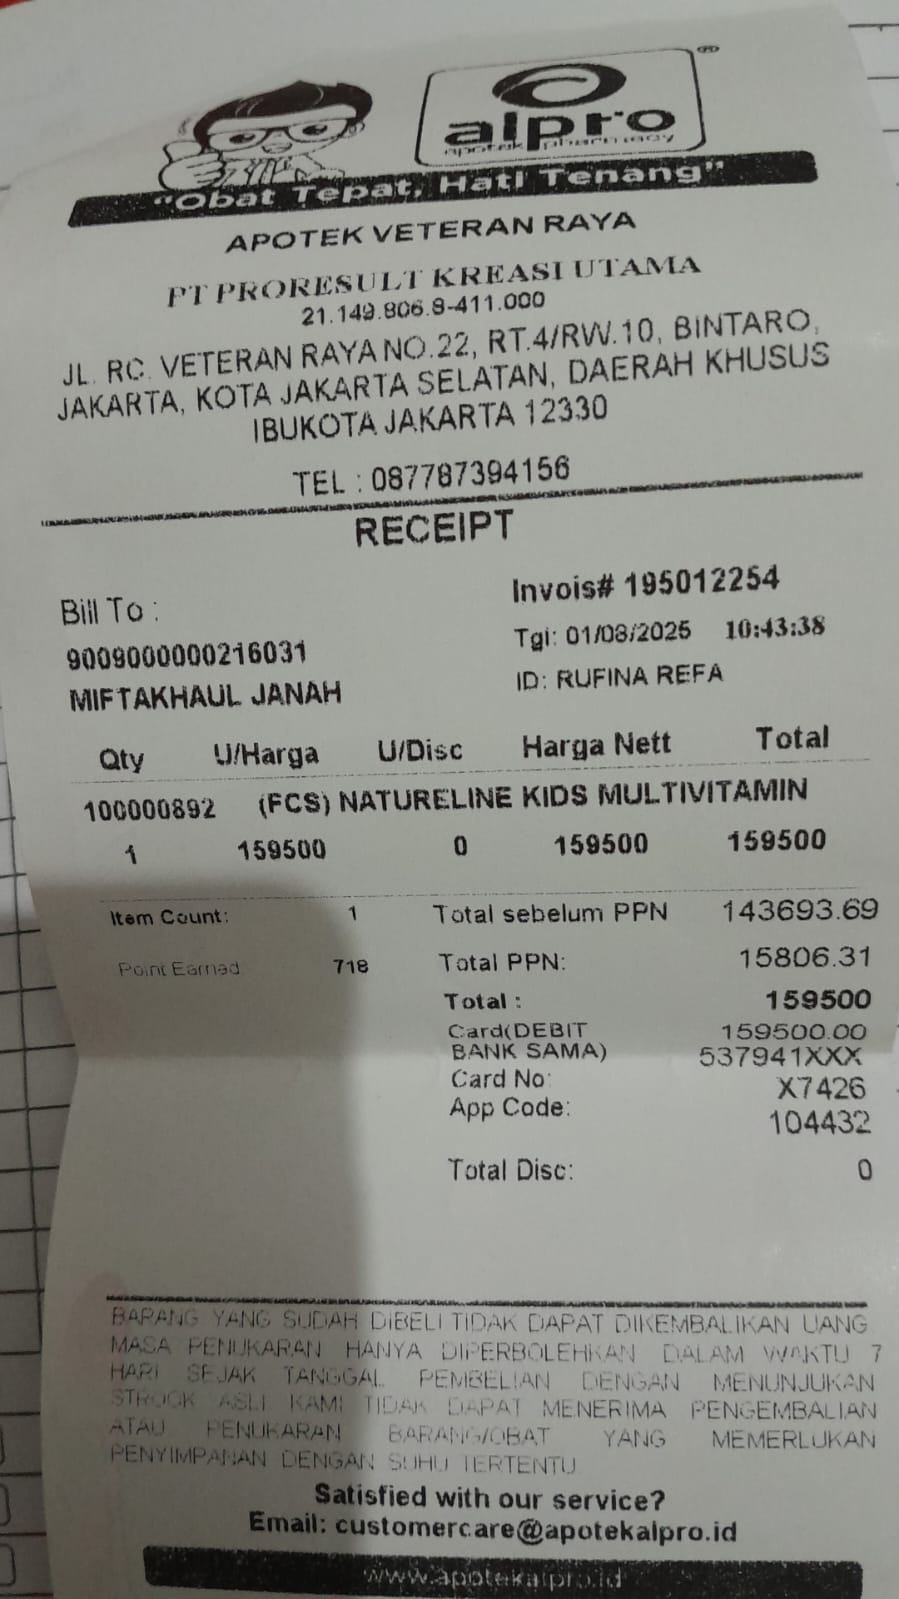 alpro
apotek pharmacy
"Obat Tepat, Hati Tenang"
APOTEK VETERAN RAYA
PT PRORESULT KREASI UTAMA
21.149.806.8-411.000
JL. RC. VETERAN RAYA NO.22, RT.4/RW.10, BINTARO,
JAKARTA, KOTA JAKARTA SELATAN, DAERAH KHUSUS
IBUKOTA JAKARTA 12330
TEL : 087787394156
RECEIPT
Bill To : Invois# 195012254
9009000000216031 Tgl: 01/08/2025 10:43:38
MIFTAKHAUL JANAH ID: RUFINA REFA
Qty U/Harga U/Disc Harga Nett Total
100000892 (FCS) NATURELINE KIDS MULTIVITAMIN
1 159500 0 159500 159500
Item Count: 1 Total sebelum PPN 143693.69
Point Earned 718 Total PPN: 15806.31
Total : 159500
Card(DEBIT 159500.00
BANK SAMA) 537941XXX
Card No: X7426
App Code: 104432
Total Disc: 0
BARANG YANG SUDAH DIBELI TIDAK DAPAT DIKEMBALIKAN UANG
MASA PENUKARAN HANYA DIPERBOLEHKAN DALAM WAKTU 7
HARI SEJAK TANGGAL PEMBELIAN DENGAN MENUNJUKAN
STROOK ASLI. KAMI TIDAK DAPAT MENERIMA PENGEMBALIAN
ATAU PENUKARAN BARANG/OBAT YANG MEMERLUKAN
PENYIMPANAN DENGAN SUHU TERTENTU
Satisfied with our service?
Email: customercare@apotekalpro.id
www.apotekalpro.id